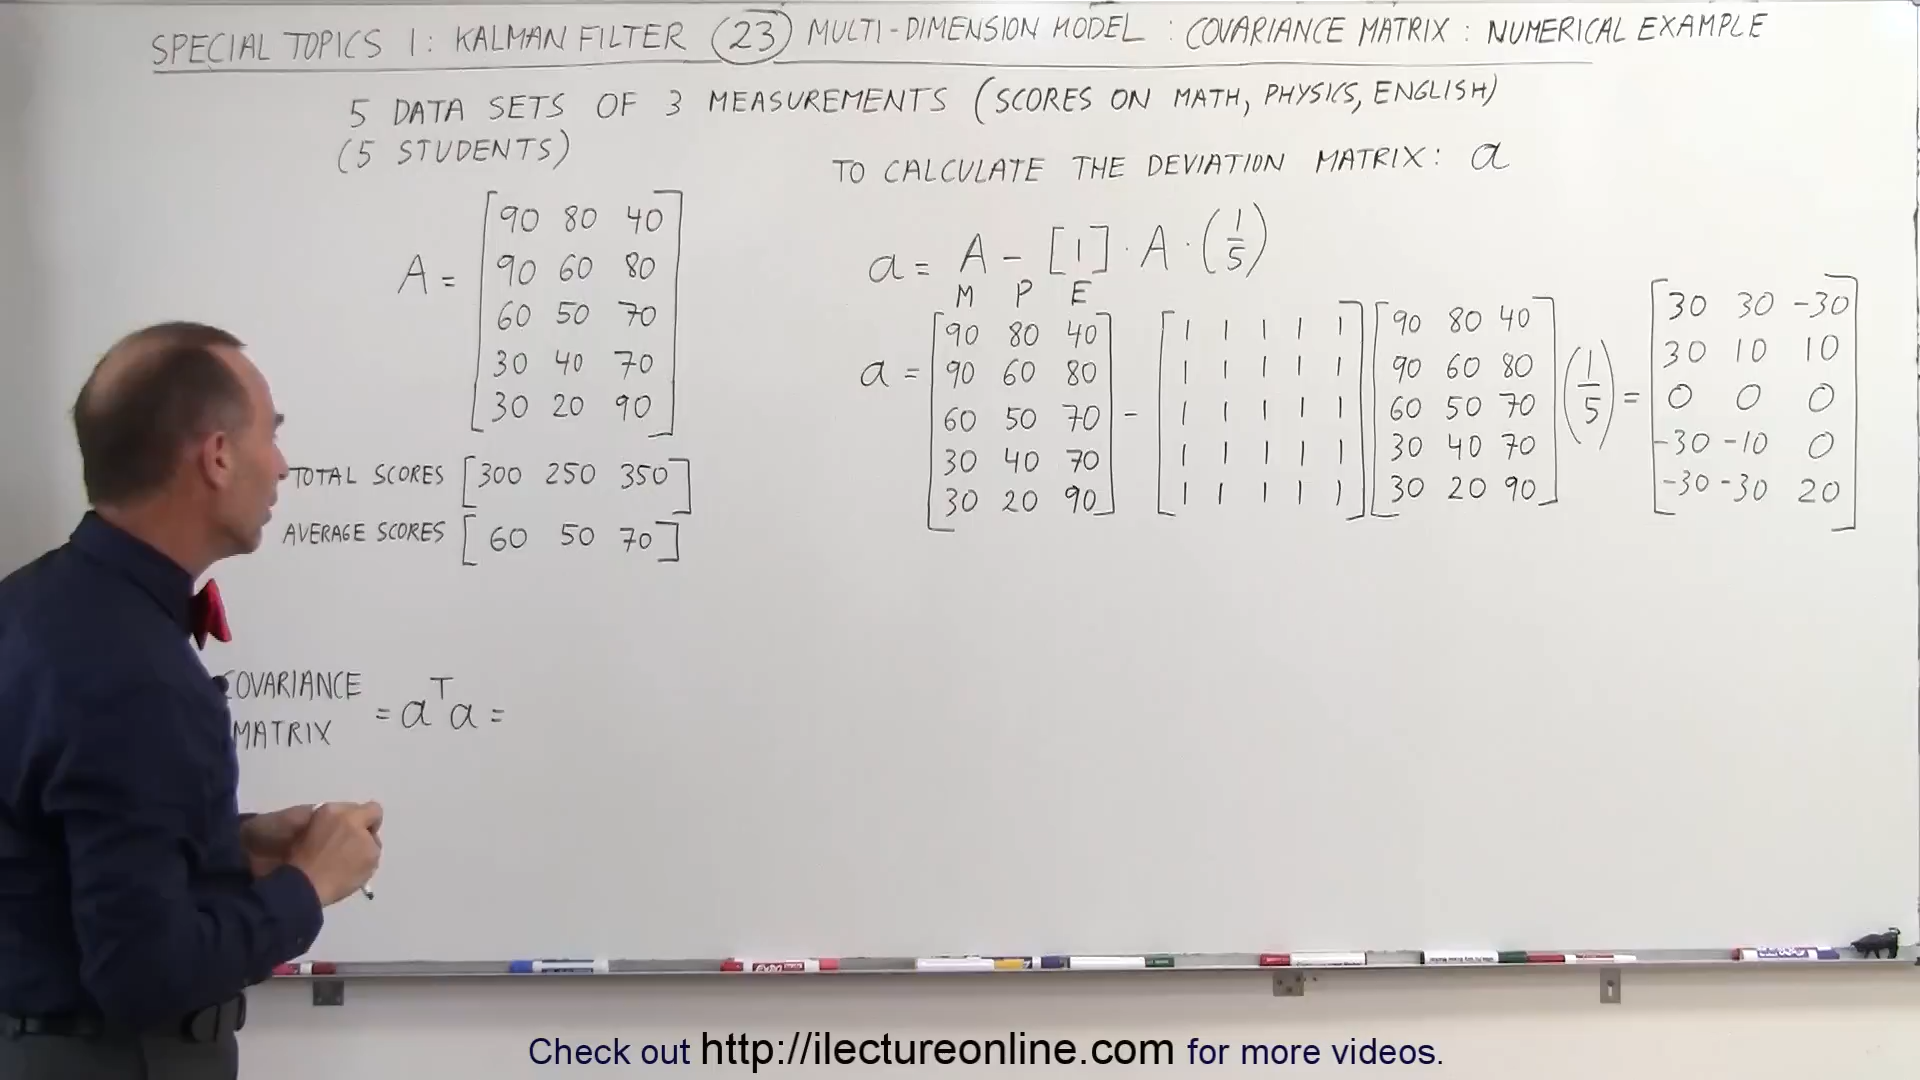 SPECIAL TOPICS 1: KALMAN FILTER (23) MULTI-DIMENSION MODEL : COVARIANCE MATRIX : NUMERICAL EXAMPLE
5 DATA SETS OF 3 MEASUREMENTS (SCORES ON MATH, PHYSICS, ENGLISH)
(5 STUDENTS)
A =
90 80 40
90 60 80
60 50 70
30 40 70
30 20 90
TOTAL SCORES [300 250 350]
AVERAGE SCORES [60 50 70]
COVARIANCE
MATRIX
= aᵀa =
TO CALCULATE THE DEVIATION MATRIX: a
a = A - [1] · A · (1/5)
M P E
a =
90 80 40
90 60 80
60 50 70
30 40 70
30 20 90
-
1 1 1 1 1
1 1 1 1 1
1 1 1 1 1
1 1 1 1 1
1 1 1 1 1
90 80 40
90 60 80
60 50 70
30 40 70
30 20 90
(1/5) =
30 30 -30
30 10 10
0 0 0
-30 -10 0
-30 -30 20
Check out http://ilectureonline.com for more videos.